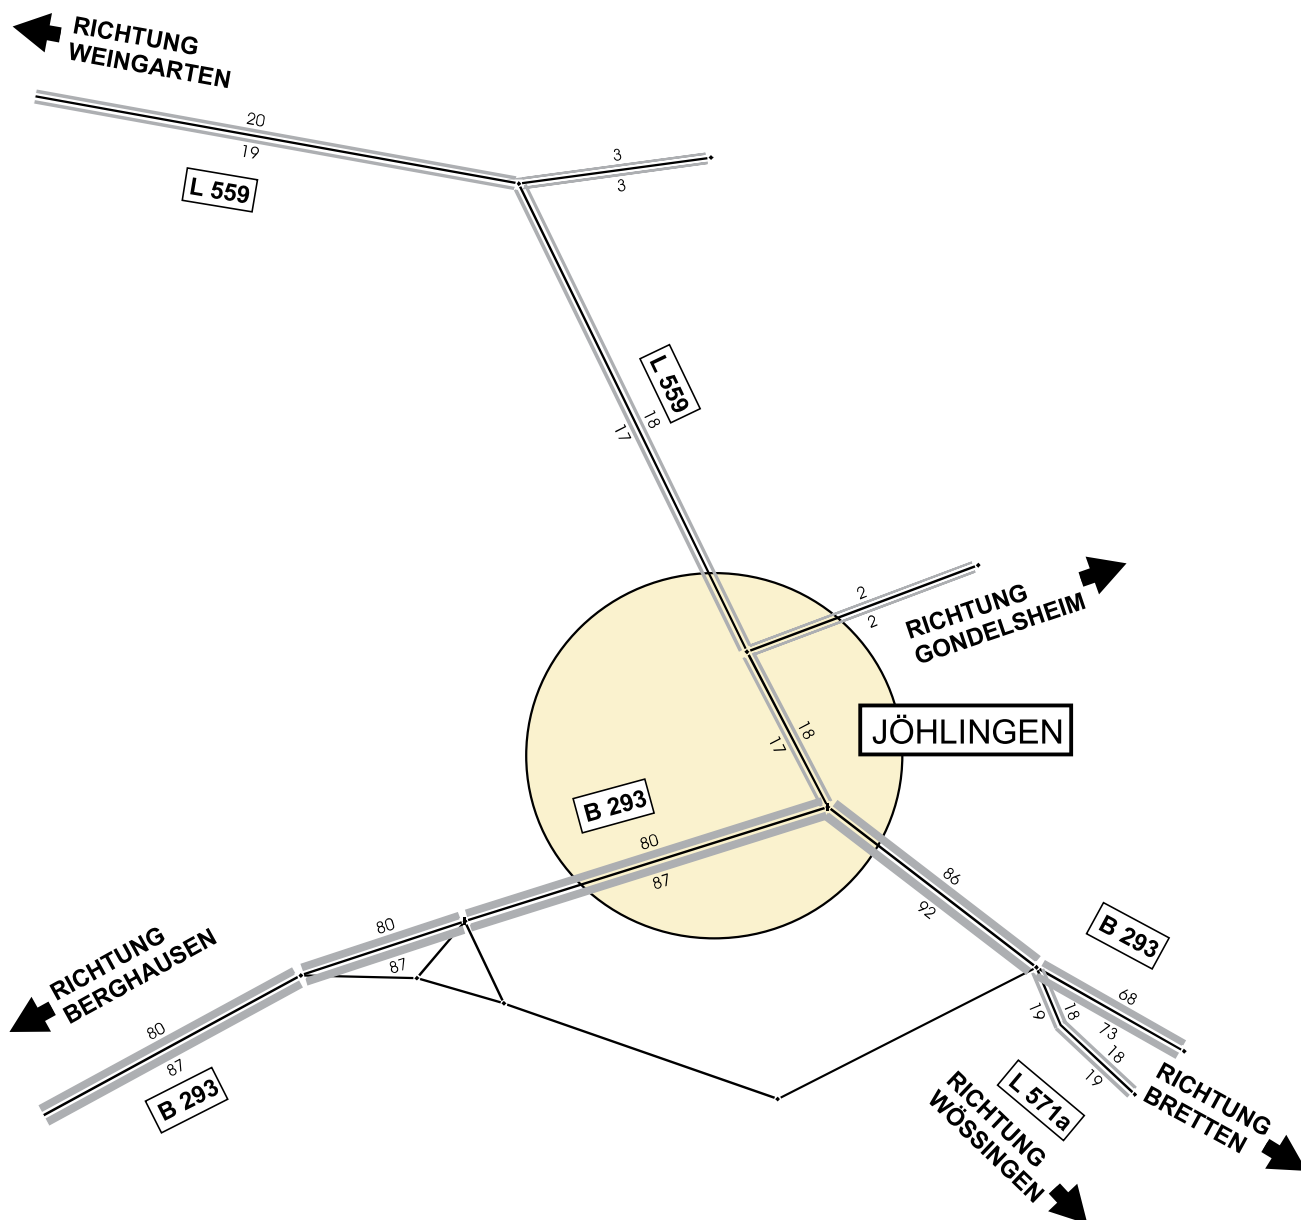 RICHTUNG
WEINGARTEN
20
19
L 559
3
3
L 559
18
17
2
2
RICHTUNG
GONDELSHEIM
JÖHLINGEN
18
17
B 293
80
87
86
92
B 293
80
87
RICHTUNG
BERGHAUSEN
80
87
B 293
68
73
19
18
18
19
L 571a
RICHTUNG
BRETTEN
RICHTUNG
WÖSSINGEN